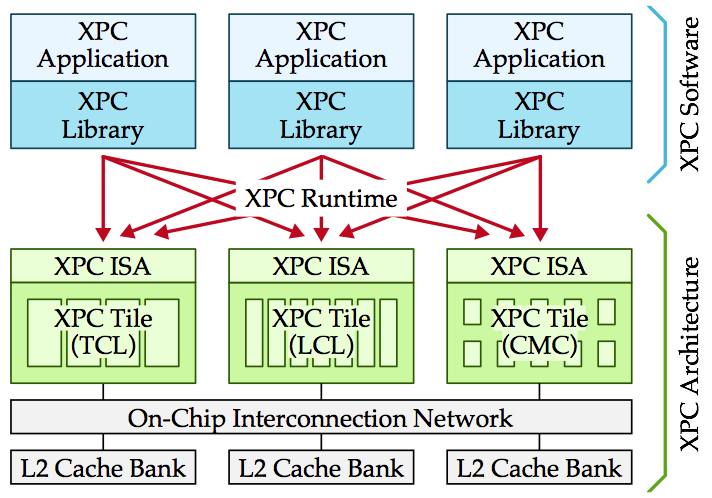 XPC
Application
XPC
Library
XPC
Application
XPC
Library
XPC
Application
XPC
Library
XPC Software
XPC Runtime
XPC ISA
XPC Tile
(TCL)
XPC ISA
XPC Tile
(LCL)
XPC ISA
XPC Tile
(CMC)
XPC Architecture
On-Chip Interconnection Network
L2 Cache Bank
L2 Cache Bank
L2 Cache Bank